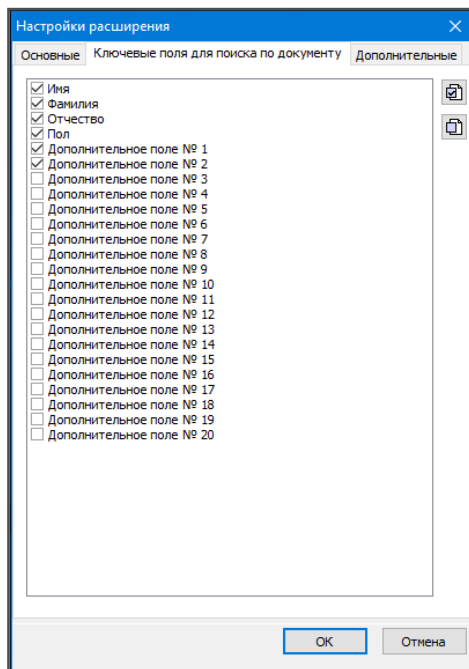 Настройки расширения
Основные Ключевые поля для поиска по документу Дополнительные
Имя
Фамилия
Отчество
Пол
Дополнительное поле № 1
Дополнительное поле № 2
Дополнительное поле № 3
Дополнительное поле № 4
Дополнительное поле № 5
Дополнительное поле № 6
Дополнительное поле № 7
Дополнительное поле № 8
Дополнительное поле № 9
Дополнительное поле № 10
Дополнительное поле № 11
Дополнительное поле № 12
Дополнительное поле № 13
Дополнительное поле № 14
Дополнительное поле № 15
Дополнительное поле № 16
Дополнительное поле № 17
Дополнительное поле № 18
Дополнительное поле № 19
Дополнительное поле № 20
OK Отмена